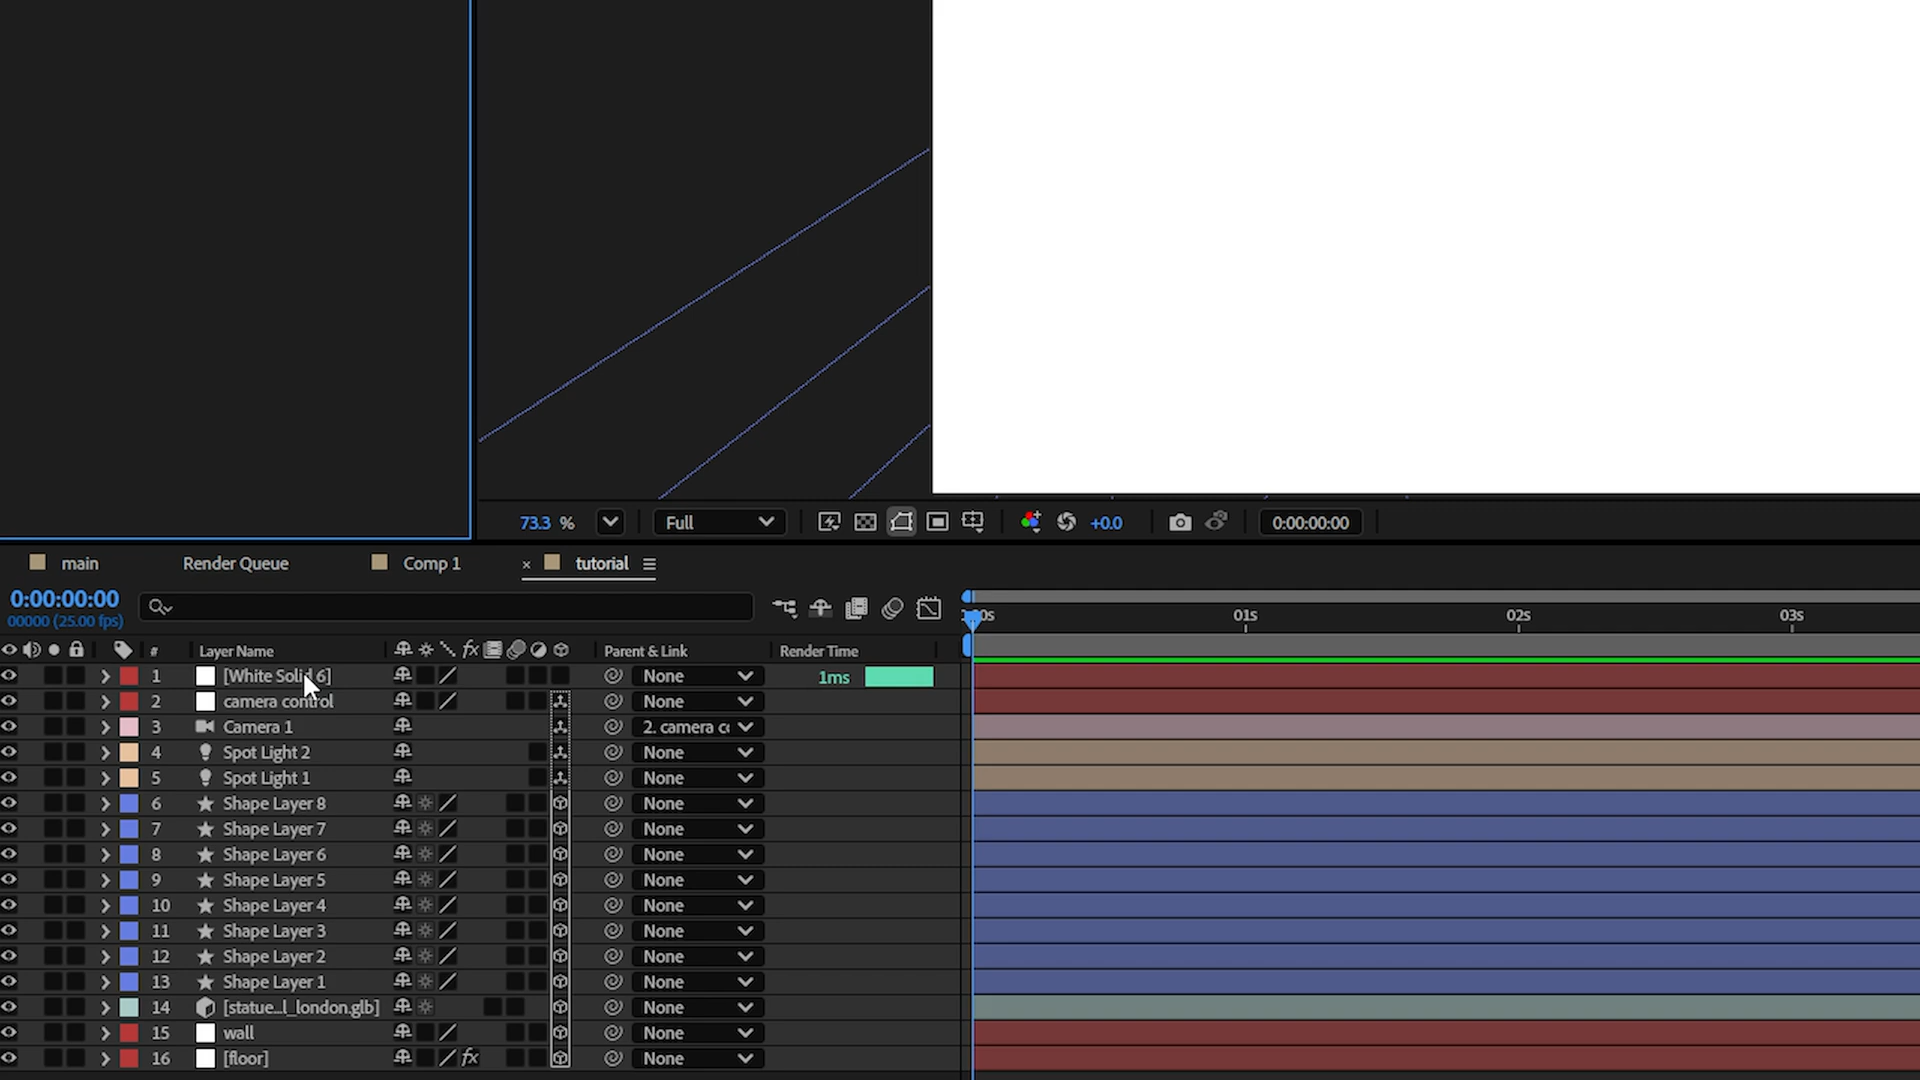 73.3 %
Full
+0.0
0:00:00:00
main
Render Queue
Comp 1
× tutorial
0:00:00:00
00000 (25.00 fps)
01s
02s
03s
# Layer Name fx Parent & Link Render Time
1 [White Solid 6] None 1ms
2 camera control None
3 Camera 1 2. camera c
4 Spot Light 2 None
5 Spot Light 1 None
6 Shape Layer 8 None
7 Shape Layer 7 None
8 Shape Layer 6 None
9 Shape Layer 5 None
10 Shape Layer 4 None
11 Shape Layer 3 None
12 Shape Layer 2 None
13 Shape Layer 1 None
14 [statue...l_london.glb] None
15 wall None
16 [floor] fx None